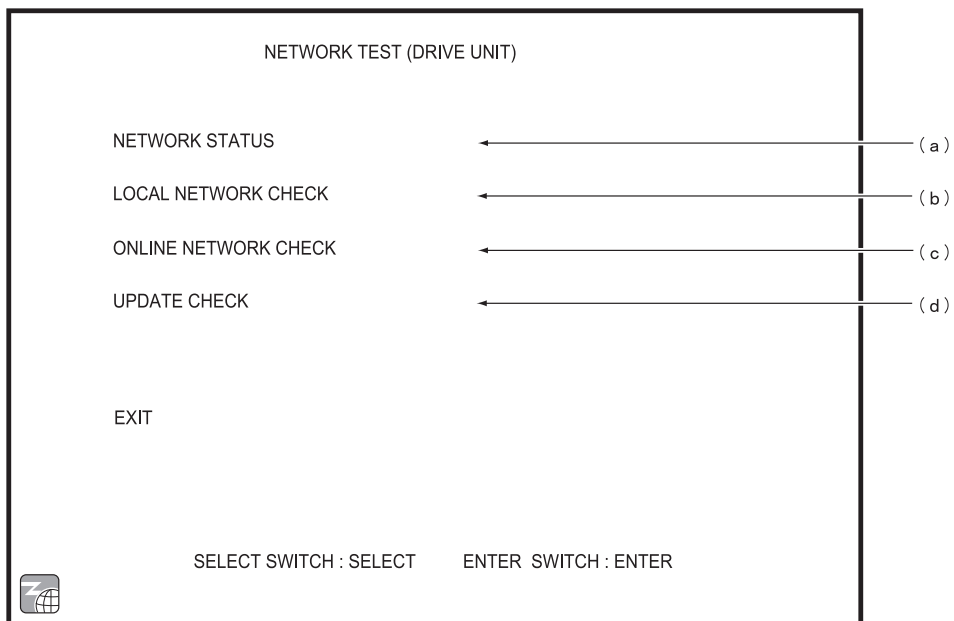 NETWORK TEST (DRIVE UNIT)
NETWORK STATUS (a)
LOCAL NETWORK CHECK (b)
ONLINE NETWORK CHECK (c)
UPDATE CHECK (d)
EXIT
SELECT SWITCH : SELECT ENTER SWITCH : ENTER